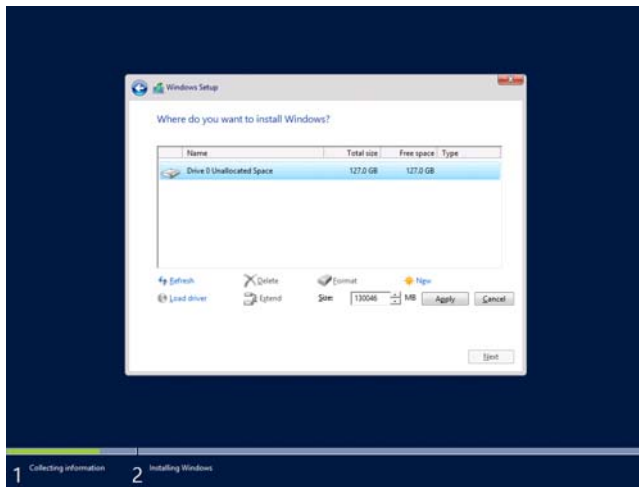 Windows Setup
Where do you want to install Windows?
Name Total size Free space Type
Drive 0 Unallocated Space 127.0 GB 127.0 GB
Refresh Delete Format New
Load driver Extend Size: 130046 MB Apply Cancel
Next
1 Collecting information 2 Installing Windows